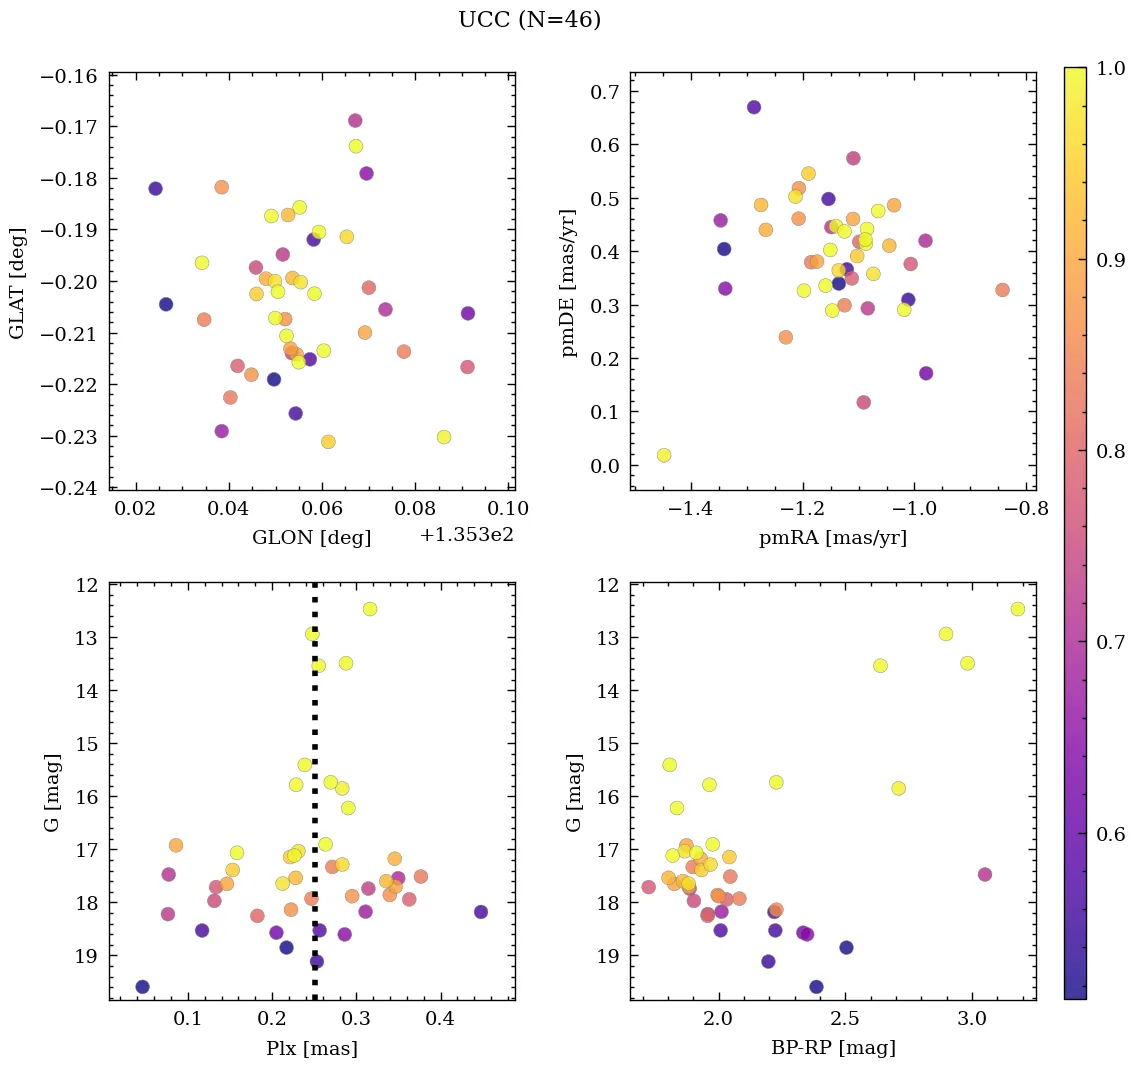 UCC (N=46)
−0.16
−0.17
−0.18
−0.19
−0.20
−0.21
−0.22
−0.23
−0.24
GLAT [deg]
0.02 0.04 0.06 0.08 0.10
GLON [deg]
+1.353e2
0.7
0.6
0.5
0.4
0.3
0.2
0.1
0.0
pmDE [mas/yr]
−1.4 −1.2 −1.0 −0.8
pmRA [mas/yr]
12
13
14
15
16
17
18
19
G [mag]
0.1 0.2 0.3 0.4
Plx [mas]
12
13
14
15
16
17
18
19
G [mag]
2.0 2.5 3.0
BP-RP [mag]
1.0
0.9
0.8
0.7
0.6